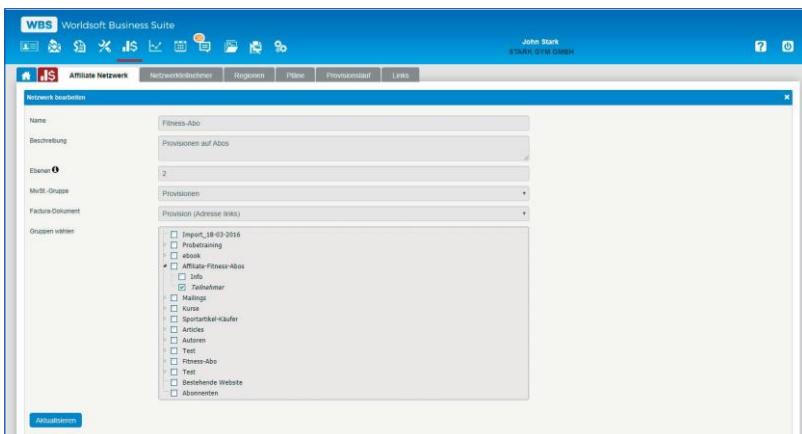 WBS Worldsoft Business Suite
John Stark
STARK GYM GMBH
Affiliate Netzwerk
Netzwerkteilnehmer
Regionen
Pläne
Provisionslauf
Links
Netzwerk bearbeiten
Name
Fitness-Abo
Beschreibung
Provisionen auf Abos
Ebenen
2
MwSt.-Gruppe
Provisionen
Factura-Dokument
Provision (Adresse links)
Gruppen wählen
Import_18-03-2016
Probetraining
ebook
Affiliate-Fitness-Abos
Info
Teilnehmer
Mailings
Kurse
Sportartikel-Käufer
Articles
Autoren
Test
Fitness-Abo
Test
Bestehende Website
Abonnenten
Aktualisieren